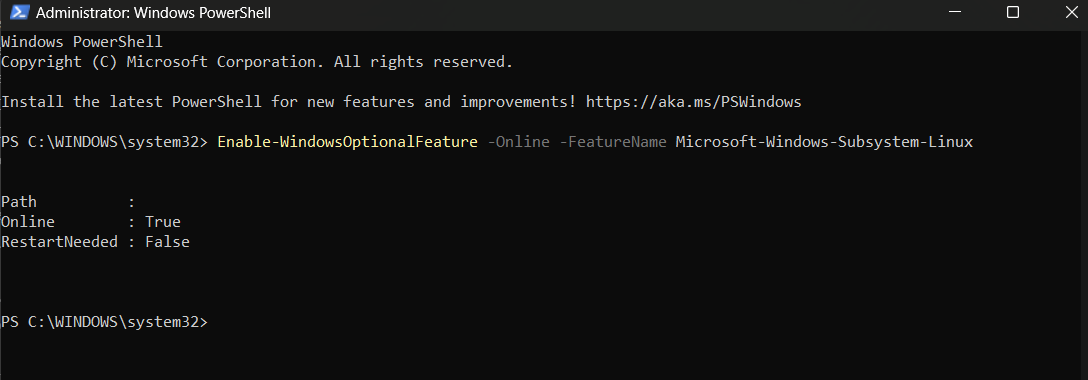 Administrator: Windows PowerShell
Windows PowerShell
Copyright (C) Microsoft Corporation. All rights reserved.
Install the latest PowerShell for new features and improvements! https://aka.ms/PSWindows
PS C:\WINDOWS\system32> Enable-WindowsOptionalFeature -Online -FeatureName Microsoft-Windows-Subsystem-Linux
Path          :
Online        : True
RestartNeeded : False
PS C:\WINDOWS\system32>